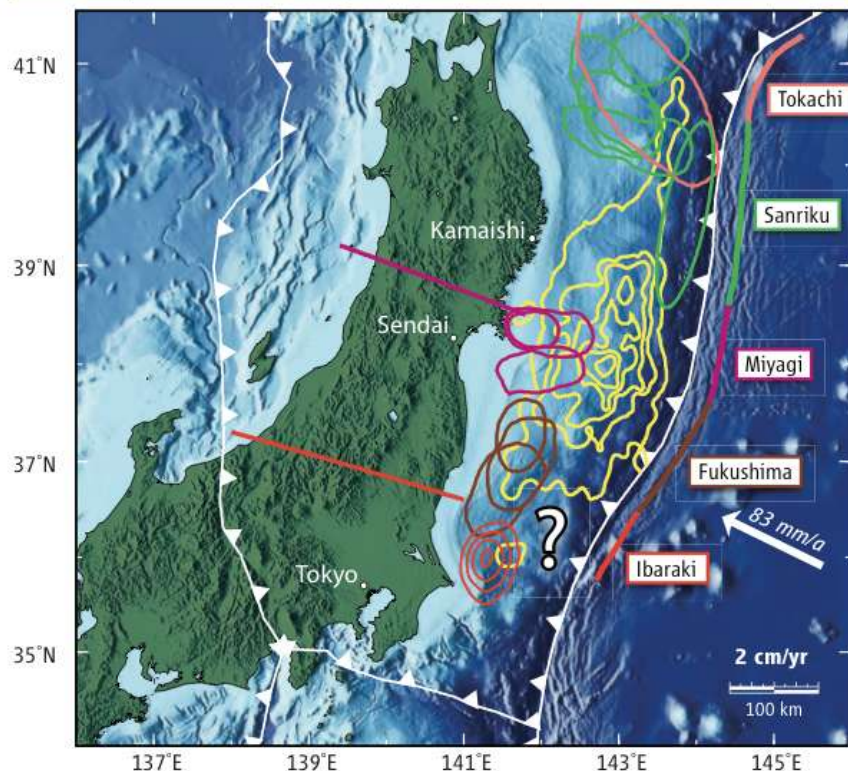 41°N
39°N
37°N
35°N
137°E
139°E
141°E
143°E
145°E
Tokachi
Sanriku
Kamaishi
Sendai
Miyagi
Fukushima
83 mm/a
?
Ibaraki
Tokyo
2 cm/yr
100 km